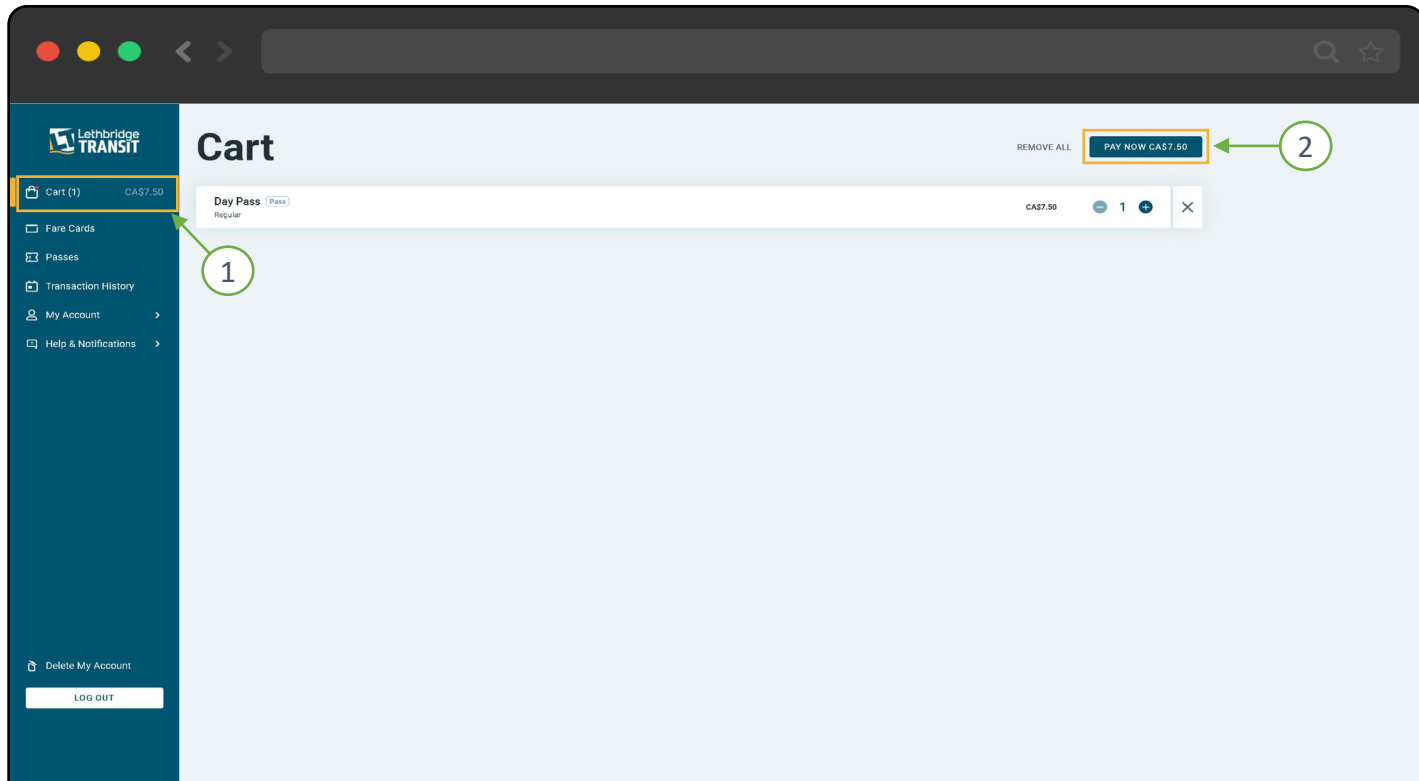 Lethbridge
TRANSIT
Cart (1) CA$7.50
Fare Cards
Passes
Transaction History
My Account
Help & Notifications
Delete My Account
LOG OUT
Cart
REMOVE ALL
PAY NOW CA$7.50
2
Day Pass Pass
Regular
CA$7.50
1
1